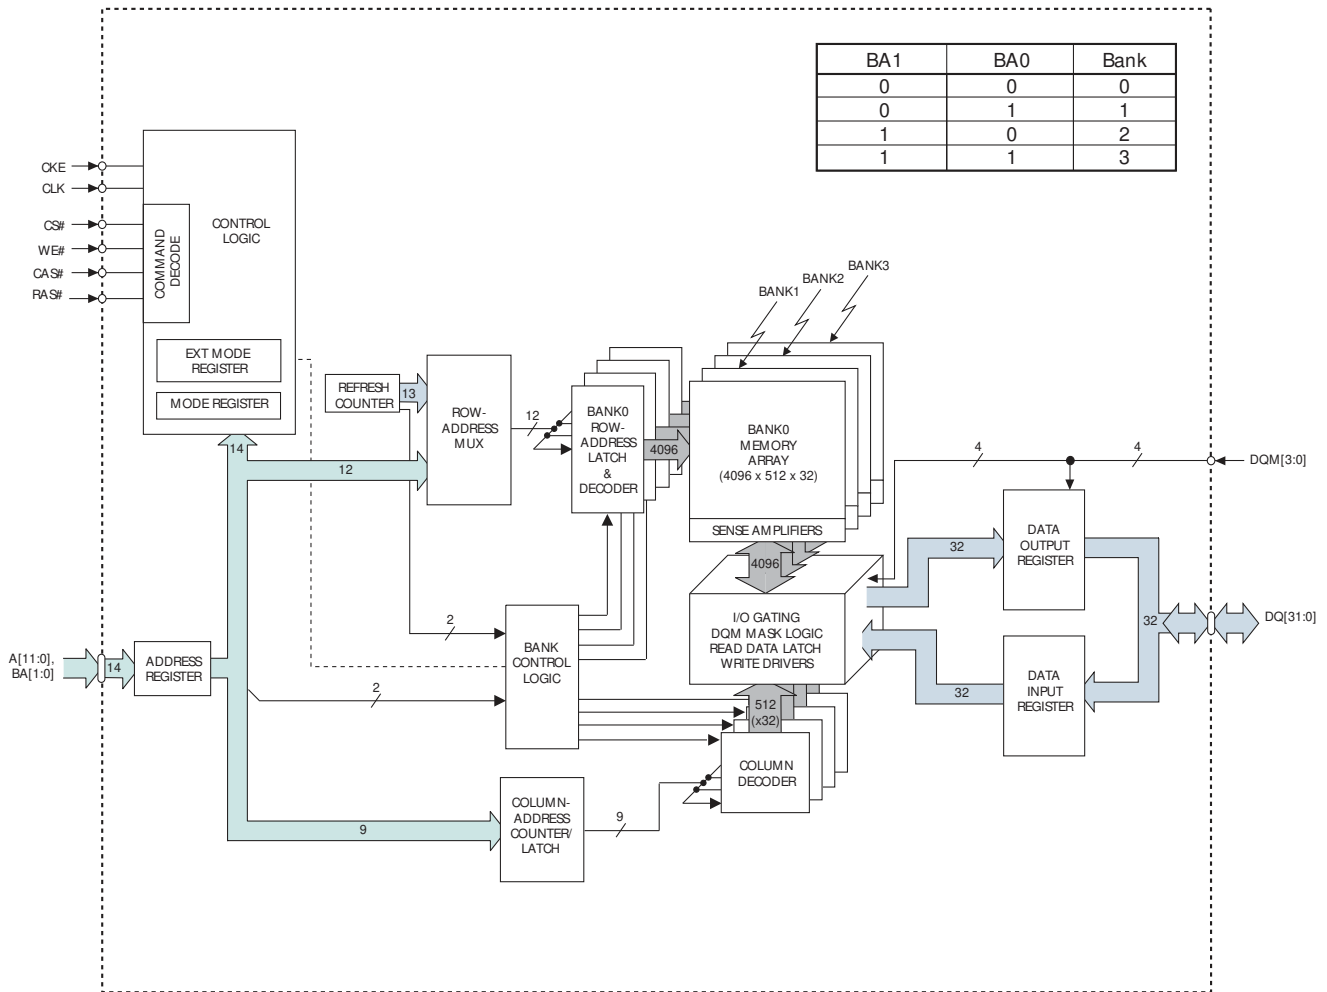 BA1 BA0 Bank
0 0 0
0 1 1
1 0 2
1 1 3
CKE
CLK
CS#
WE#
CAS#
RAS#
COMMAND
DECODE
CONTROL
LOGIC
EXT MODE
REGISTER
MODE REGISTER
14
12
REFRESH
COUNTER
13
ROW-
ADDRESS
MUX
12
BANK0
ROW-
ADDRESS
LATCH
&
DECODER
4096
BANK1
BANK2
BANK3
BANK0
MEMORY
ARRAY
(4096 x 512 x 32)
SENSE AMPLIFIERS
4096
I/O GATING
DQM MASK LOGIC
READ DATA LATCH
WRITE DRIVERS
512
(x32)
COLUMN
DECODER
4
4
DQM[3:0]
32
DATA
OUTPUT
REGISTER
32
DQ[31:0]
32
DATA
INPUT
REGISTER
A[11:0],
BA[1:0]
14
ADDRESS
REGISTER
2
2
BANK
CONTROL
LOGIC
9
COLUMN-
ADDRESS
COUNTER/
LATCH
9